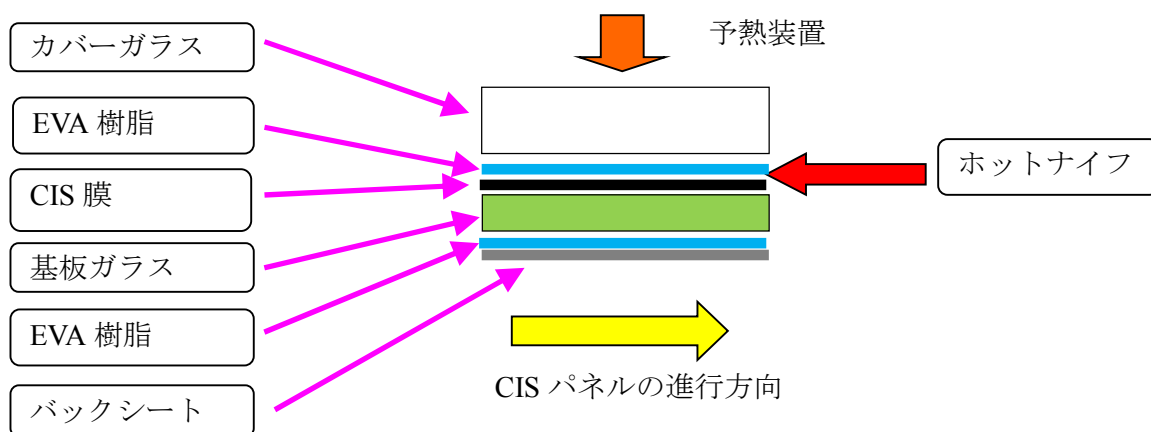 カバーガラス
予熱装置
EVA 樹脂
ホットナイフ
CIS 膜
基板ガラス
EVA 樹脂
CIS パネルの進行方向
バックシート